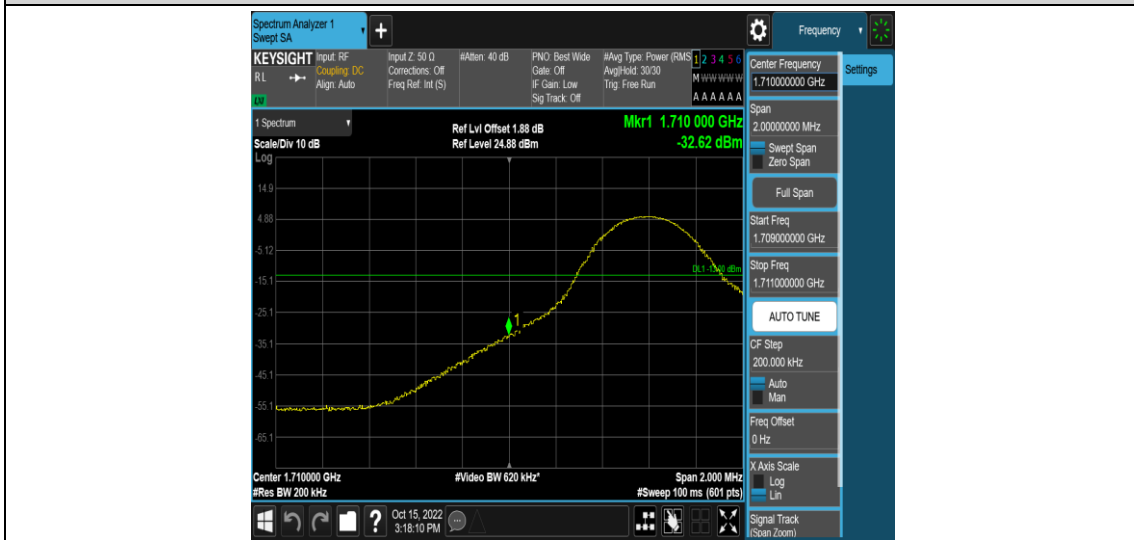 Spectrum Analyzer 1
Swept SA
+
Frequency
KEYSIGHT
RL
Input: RF
Coupling: DC
Align: Auto
Input Z: 50 Ω
Corrections: Off
Freq Ref: Int (S)
#Atten: 40 dB
PNO: Best Wide
Gate: Off
IF Gain: Low
Sig Track: Off
#Avg Type: Power (RMS
Avg|Hold: 30/30
Trig: Free Run
1 2 3 4 5 6
M W W W W W
A A A A A A
1 Spectrum
Scale/Div 10 dB
Log
Ref Lvl Offset 1.88 dB
Ref Level 24.88 dBm
Mkr1 1.710 000 GHz
-32.62 dBm
14.9
4.88
-5.12
-15.1
-25.1
-35.1
-45.1
-55.1
-65.1
DL1 -13.00 dBm
1
Center 1.710000 GHz
#Res BW 200 kHz
#Video BW 620 kHz*
Span 2.000 MHz
#Sweep 100 ms (601 pts)
?
Oct 15, 2022
3:18:10 PM
Center Frequency
1.710000000 GHz
Settings
Span
2.00000000 MHz
Swept Span
Zero Span
Full Span
Start Freq
1.709000000 GHz
Stop Freq
1.711000000 GHz
AUTO TUNE
CF Step
200.000 kHz
Auto
Man
Freq Offset
0 Hz
X Axis Scale
Log
Lin
Signal Track
(Span Zoom)